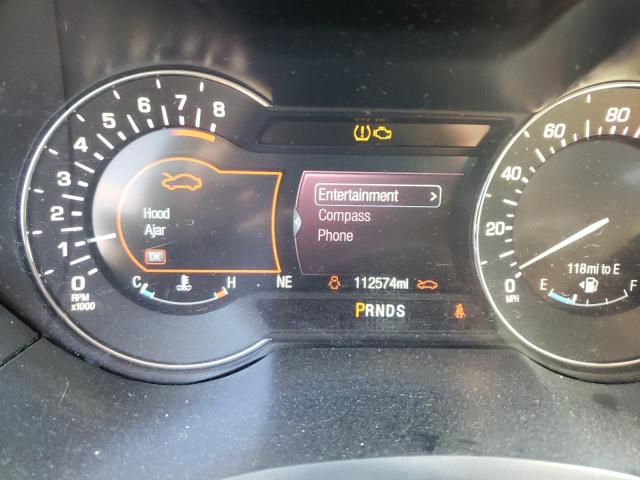 8
7
6
5
4
3
2
1
0
RPM
x1000
Hood
Ajar
OK
C
H
NE
Entertainment >
Compass
Phone
112574mi
PRNDS
80
60
40
20
0
MPH
118mi to E
E
F